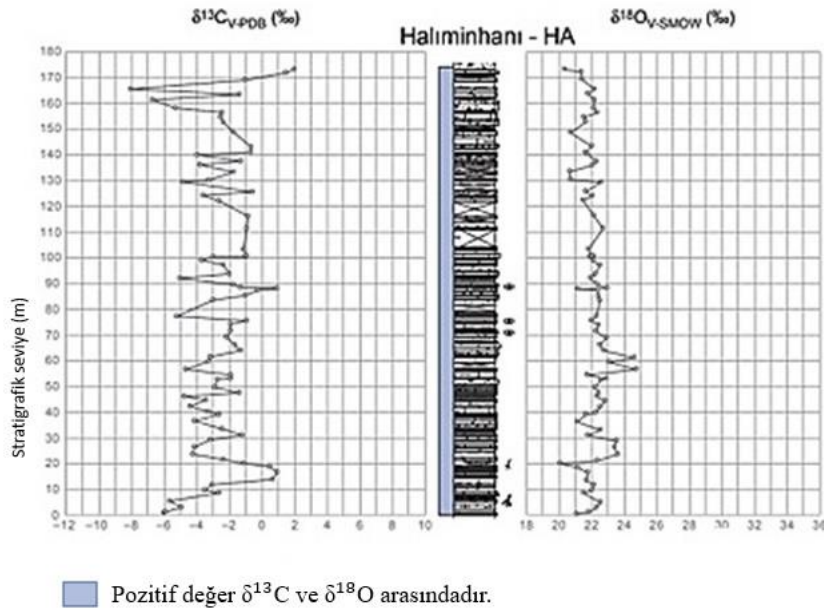 δ¹³C V-PDB (‰)
Halıminhanı - HA
δ¹⁸O V-SMOW (‰)
Stratigrafik seviye (m)
180
170
160
150
140
130
120
110
100
90
80
70
60
50
40
30
20
10
0
−12 −10 −8 −6 −4 −2 0 2 4 6 8 10
18 20 22 24 26 28 30 32 34 36
Pozitif değer δ¹³C ve δ¹⁸O arasındadır.